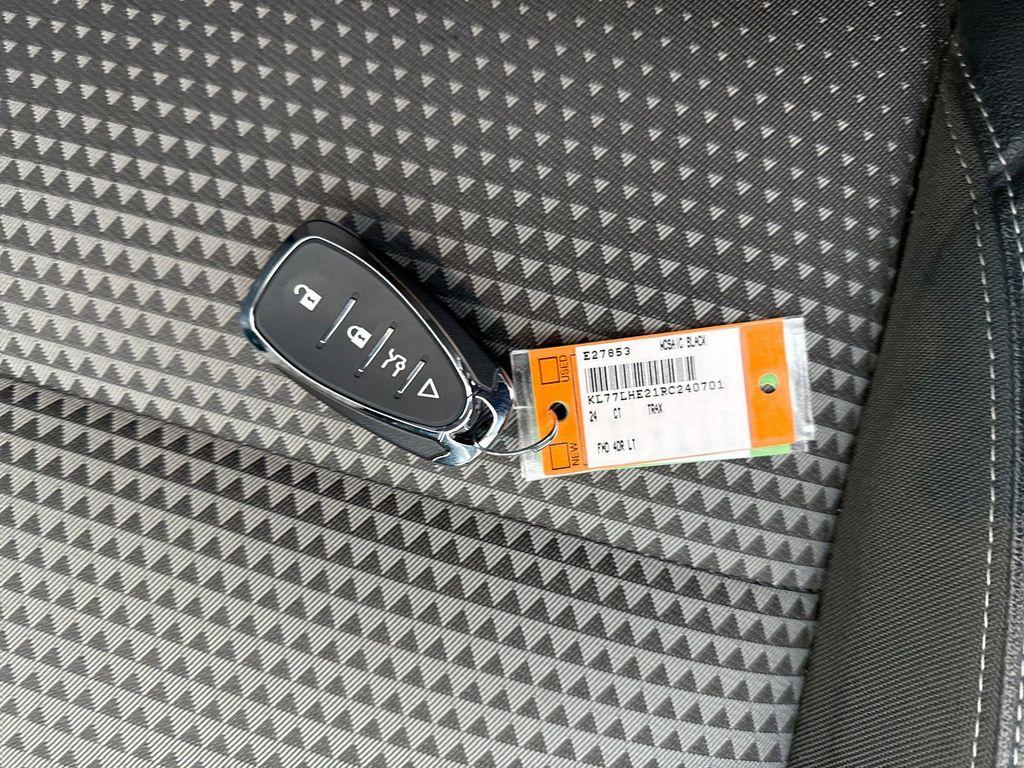 E27853 MOSAIC BLACK
USED
KL77LHE21RC240701
24 CT TRAX
NEW
FWD 4DR LT